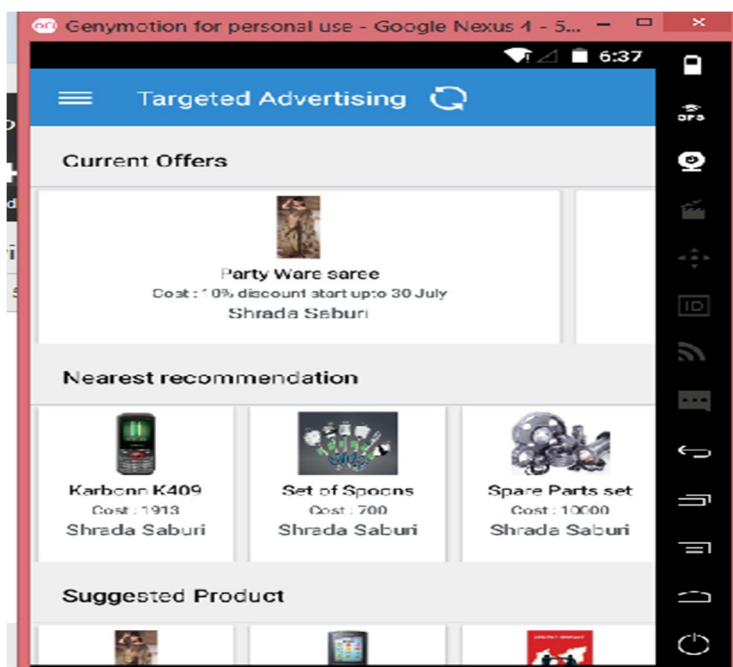 Genymotion for personal use - Google Nexus 4 - 5...
6:37
Targeted Advertising
GPS
Current Offers
Party Ware saree
Cost : 10% discount start upto 30 July
Shrada Saburi
ID
Nearest recommendation
Karbonn K409
Set of Spoons
Spare Parts set
Cost : 1913
Cost : 700
Cost : 10000
Shrada Saburi
Shrada Saburi
Shrada Saburi
Suggested Product